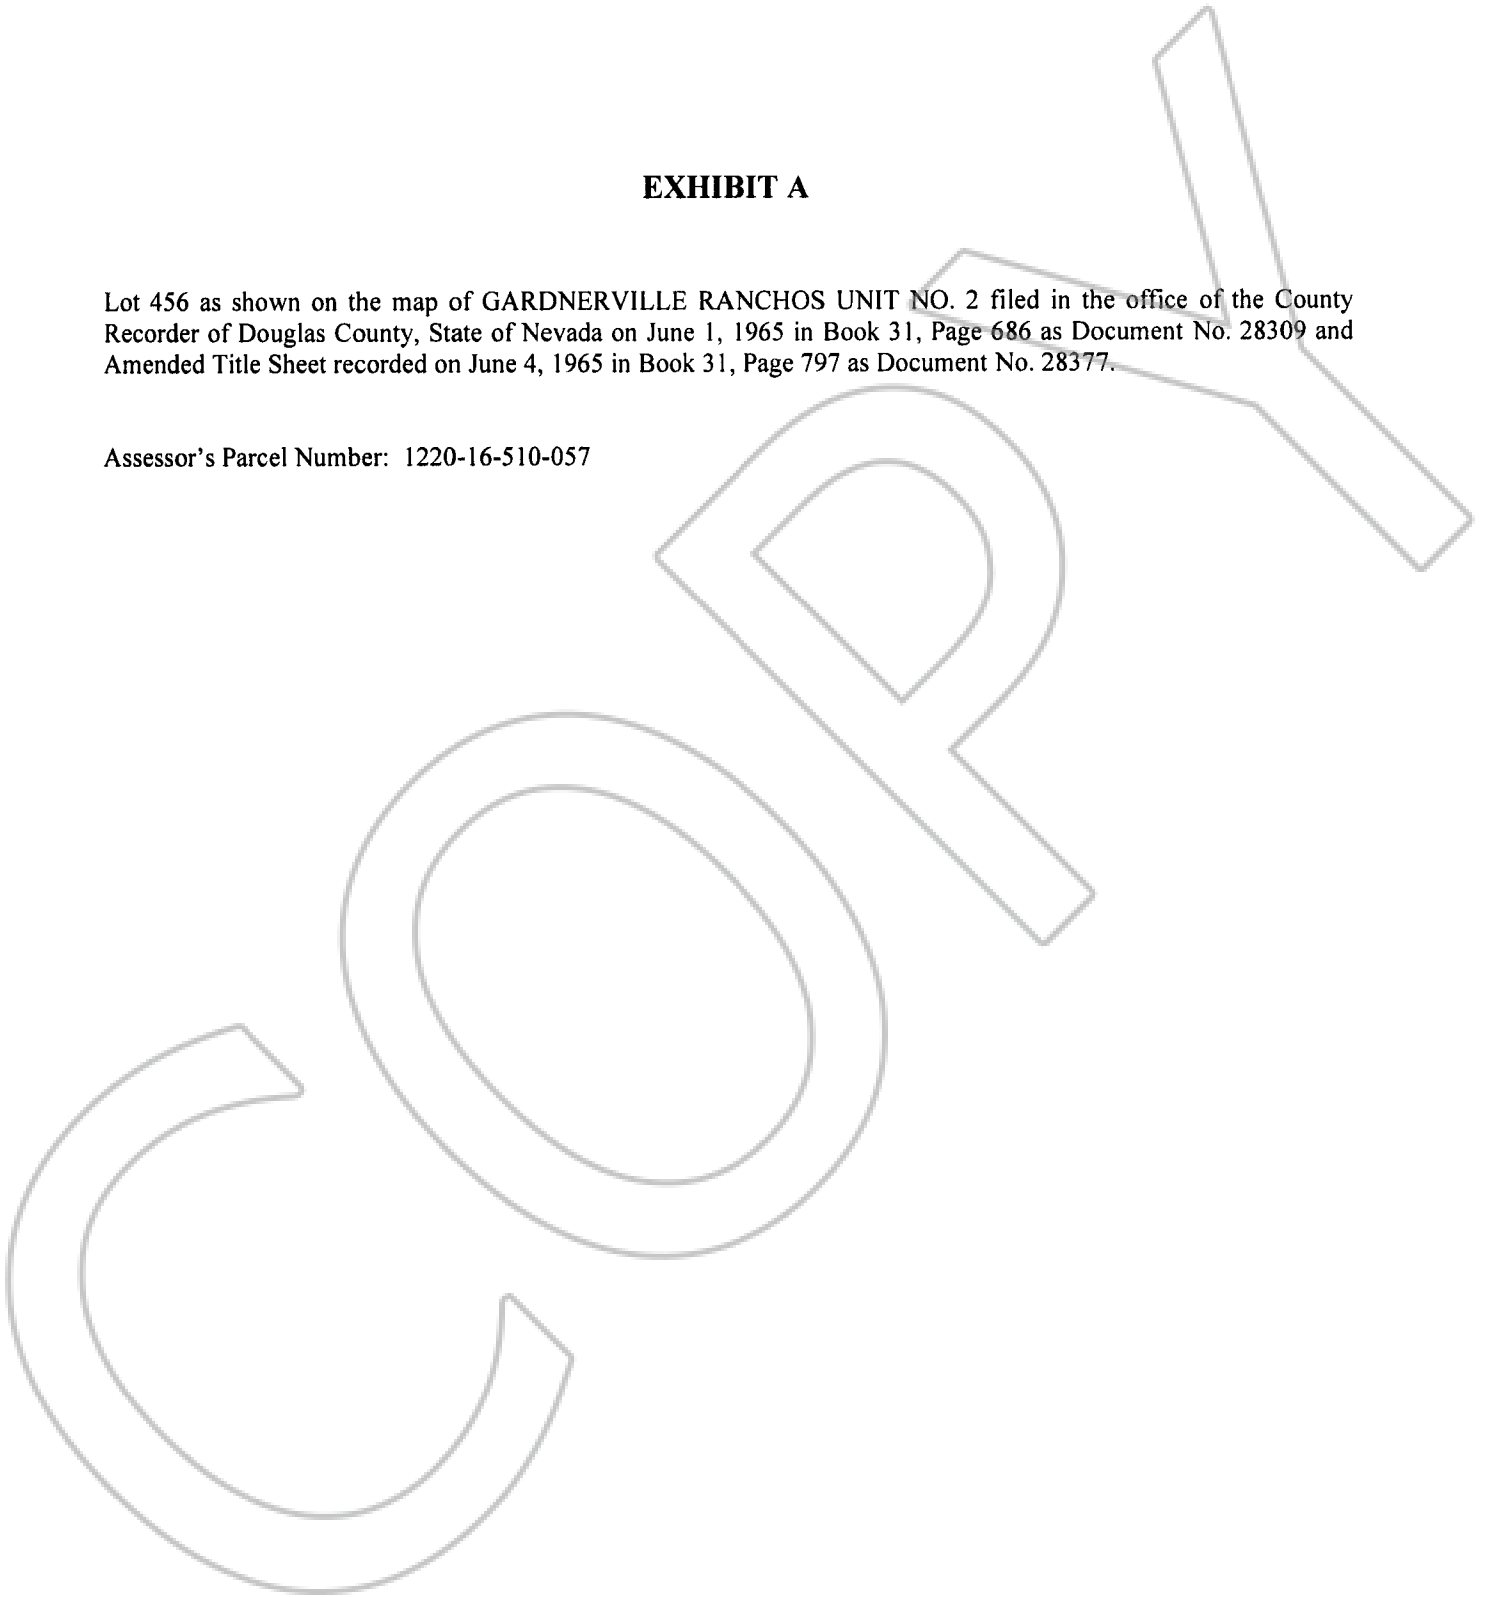 EXHIBIT A
Lot 456 as shown on the map of GARDNERVILLE RANCHOS UNIT NO. 2 filed in the office of the County
Recorder of Douglas County, State of Nevada on June 1, 1965 in Book 31, Page 686 as Document No. 28309 and
Amended Title Sheet recorded on June 4, 1965 in Book 31, Page 797 as Document No. 28377.
Assessor's Parcel Number: 1220-16-510-057
COPY